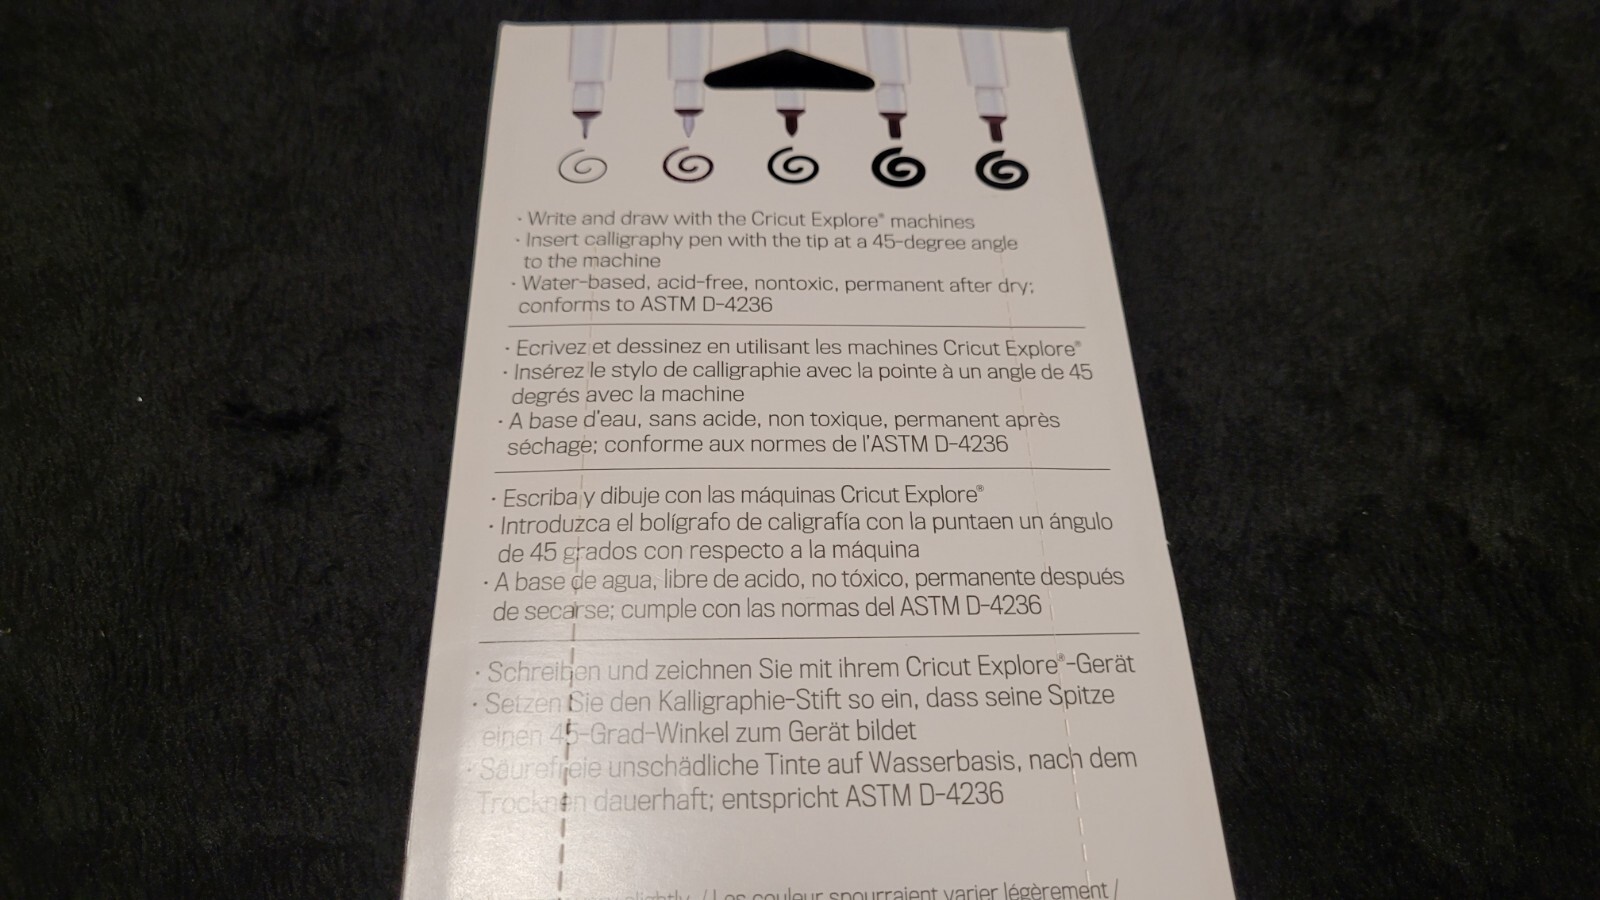 · Write and draw with the Cricut Explore® machines
· Insert calligraphy pen with the tip at a 45-degree angle
to the machine
· Water-based, acid-free, nontoxic, permanent after dry;
conforms to ASTM D-4236
· Ecrivez et dessinez en utilisant les machines Cricut Explore®
· Insérez le stylo de calligraphie avec la pointe à un angle de 45
degrés avec la machine
· A base d'eau, sans acide, non toxique, permanent après
séchage; conforme aux normes de l'ASTM D-4236
· Escriba y dibuje con las máquinas Cricut Explore®
· Introduzca el bolígrafo de caligrafía con la puntaen un ángulo
de 45 grados con respecto a la máquina
· A base de agua, libre de acido, no tóxico, permanente después
de secarse; cumple con las normas del ASTM D-4236
· Schreiben und zeichnen Sie mit ihrem Cricut Explore®-Gerät
· Setzen Sie den Kalligraphie-Stift so ein, dass seine Spitze
einen 45-Grad-Winkel zum Gerät bildet
· Säurefreie unschädliche Tinte auf Wasserbasis, nach dem
Trocknen dauerhaft; entspricht ASTM D-4236
slightly / Les couleur spourraient varier légèrement /